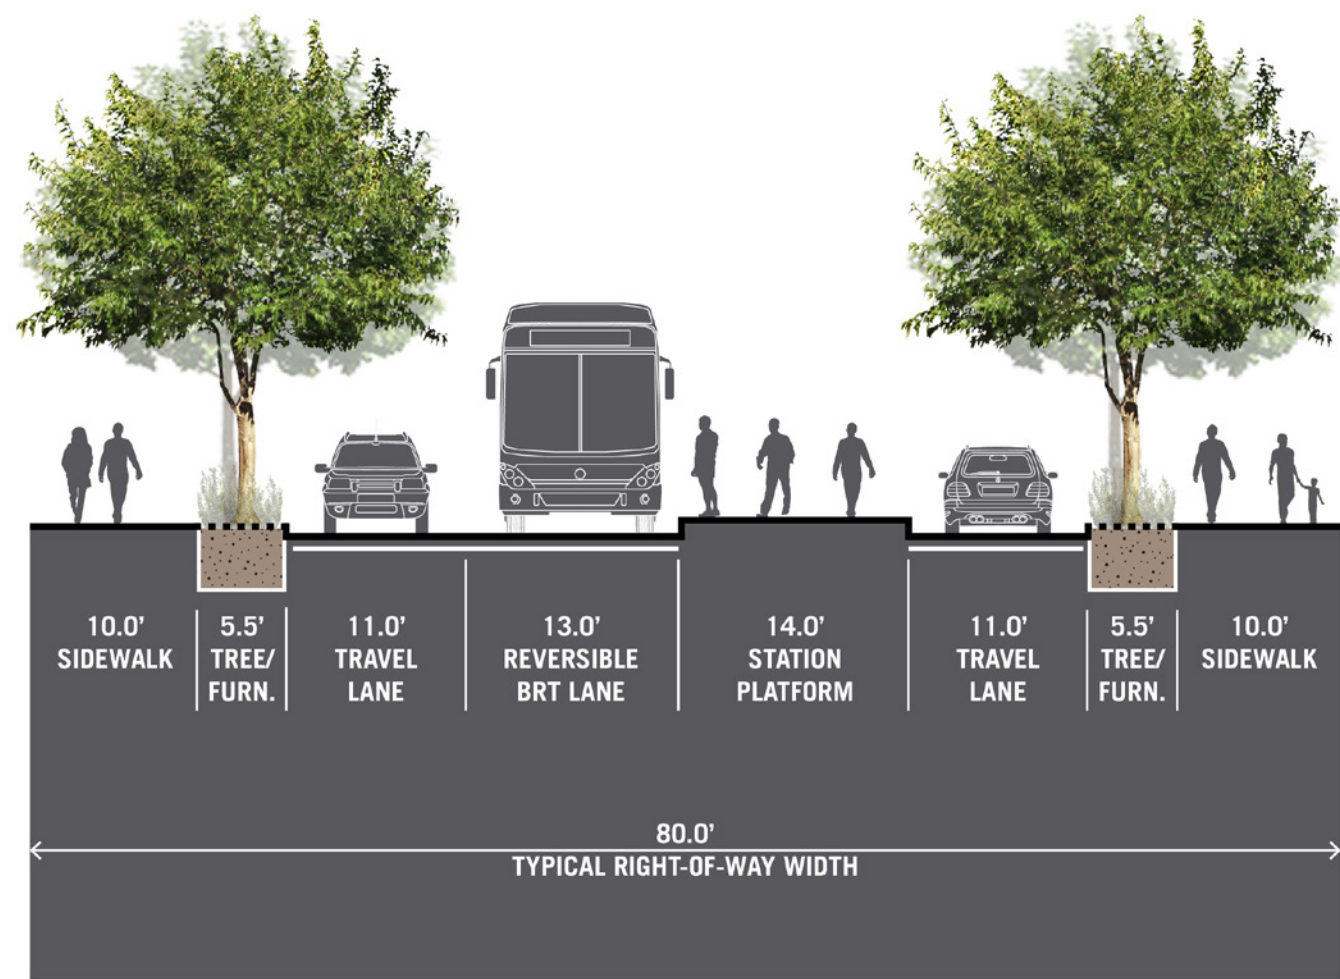 10.0'
SIDEWALK
5.5'
TREE/
FURN.
11.0'
TRAVEL
LANE
13.0'
REVERSIBLE
BRT LANE
14.0'
STATION
PLATFORM
11.0'
TRAVEL
LANE
5.5'
TREE/
FURN.
10.0'
SIDEWALK
80.0'
TYPICAL RIGHT-OF-WAY WIDTH